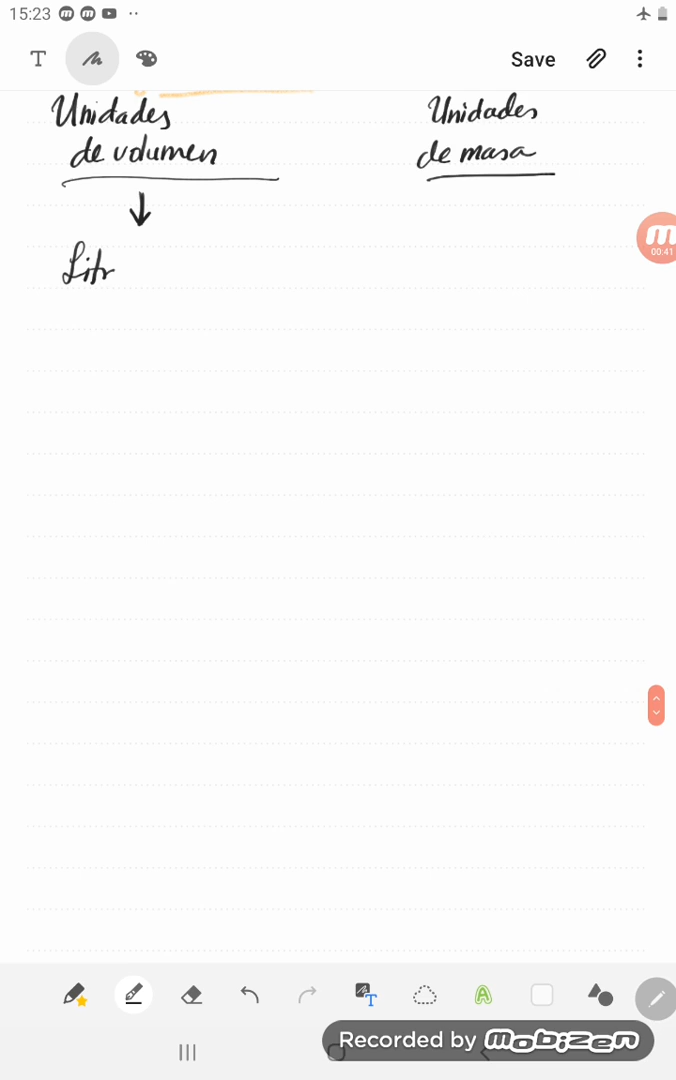 15:23
T Save
Unidades
de volumen
Unidades
de masa
Litr
m
00:41
T
A
Recorded by mobizen